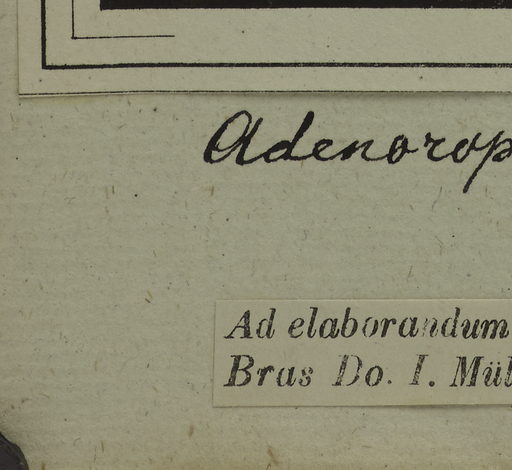 Adenorop
Ad elaborandum
Bras Do. I. Mül